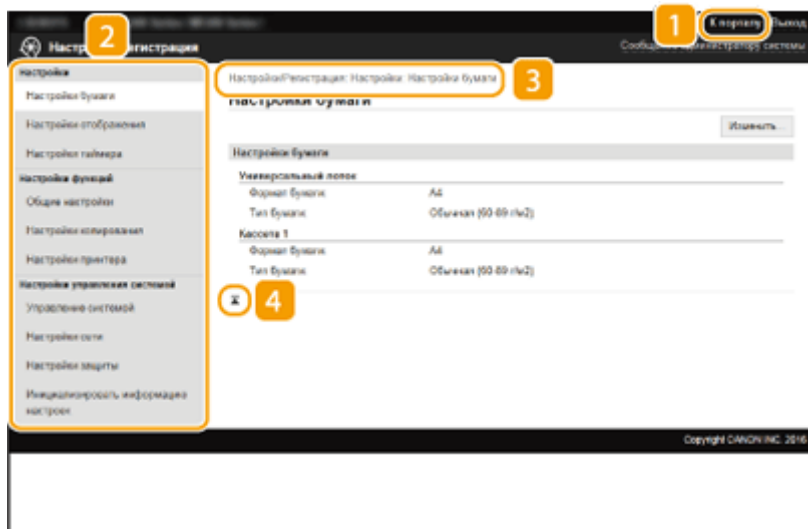 1
К порталу Выход
2
Сообщение администратору системы
Настройки
Настройки бумаги
Настройки отображения
Настройки таймера
Настройки функций
Общие настройки
Настройки копирования
Настройки принтера
Настройки управления системой
Управление системой
Настройки сети
Настройки защиты
Инициализировать информацию
настроек
Настройки/Регистрация: Настройки: Настройки бумаги
3
Настройки бумаги
Изменить...
Настройки бумаги
Универсальный лоток
Формат бумаги: A4
Тип бумаги: Обычная (60-89 г/м2)
Кассета 1
Формат бумаги: A4
Тип бумаги: Обычная (60-89 г/м2)
4
Copyright CANON INC. 2016